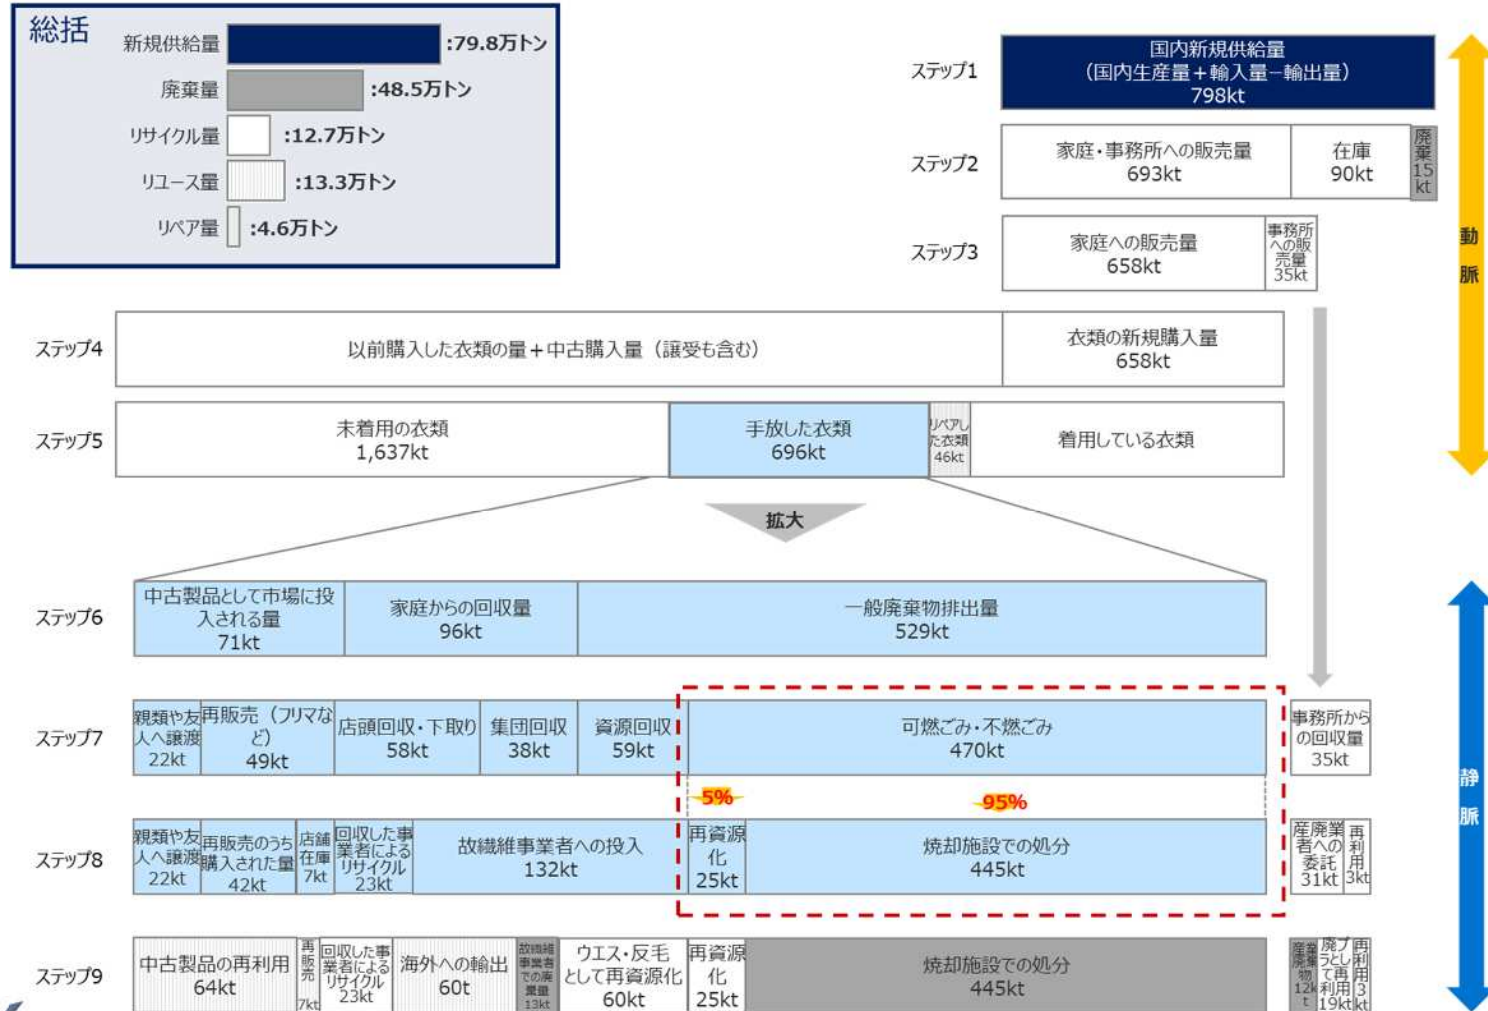 総括
新規供給量
:79.8万トン
廃棄量
:48.5万トン
リサイクル量
:12.7万トン
リユース量
:13.3万トン
リペア量
:4.6万トン
ステップ1
国内新規供給量
（国内生産量＋輸入量−輸出量）
798kt
ステップ2
家庭・事務所への販売量
693kt
在庫
90kt
廃
棄
15
kt
ステップ3
家庭への販売量
658kt
事務所
への販
売量
35kt
動
脈
ステップ4
以前購入した衣類の量＋中古購入量（譲受も含む）
衣類の新規購入量
658kt
ステップ5
未着用の衣類
1,637kt
手放した衣類
696kt
リペアし
た衣類
46kt
着用している衣類
拡大
ステップ6
中古製品として市場に投
入される量
71kt
家庭からの回収量
96kt
一般廃棄物排出量
529kt
ステップ7
親類や友
人へ譲渡
22kt
再販売（フリマな
ど）
49kt
店頭回収・下取り
58kt
集団回収
38kt
資源回収
59kt
可燃ごみ・不燃ごみ
470kt
事務所から
の回収量
35kt
5%
95%
静
脈
ステップ8
親類や友
人へ譲渡
22kt
再販売のうち
購入された量
42kt
店舗
在庫
7kt
回収した事
業者による
リサイクル
23kt
故繊維事業者への投入
132kt
再資源
化
25kt
焼却施設での処分
445kt
産廃業
者への
委託
31kt
再
利
用
3kt
ステップ9
中古製品の再利用
64kt
再
販
売
7kt
回収した事
業者による
リサイクル
23kt
海外への輸出
60t
故繊維
事業者
での廃
棄量
13kt
ウエス・反毛
として再資源化
60kt
再資源
化
25kt
焼却施設での処分
445kt
産業
廃棄
物
12k
t
廃プ
ラとし
て再
利用
19kt
再
利
用
3
kt